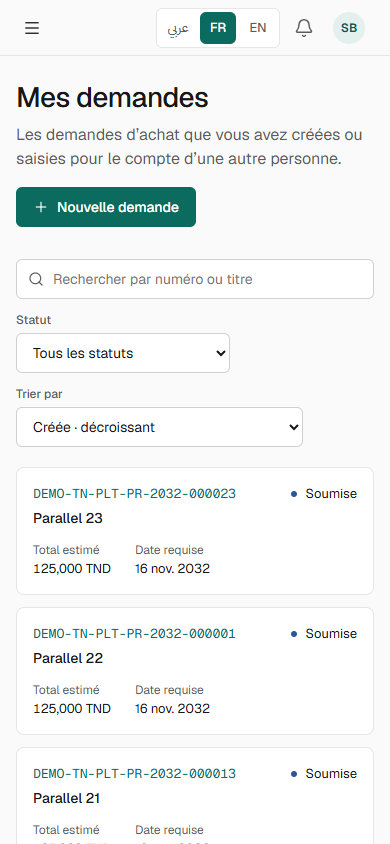 عربي FR EN SB
Mes demandes
Les demandes d’achat que vous avez créées ou
saisies pour le compte d’une autre personne.
+ Nouvelle demande
Rechercher par numéro ou titre
Statut
Tous les statuts
Trier par
Créée · décroissant
DEMO-TN-PLT-PR-2032-000023 Soumise
Parallel 23
Total estimé Date requise
125,000 TND 16 nov. 2032
DEMO-TN-PLT-PR-2032-000001 Soumise
Parallel 22
Total estimé Date requise
125,000 TND 16 nov. 2032
DEMO-TN-PLT-PR-2032-000013 Soumise
Parallel 21
Total estimé Date requise